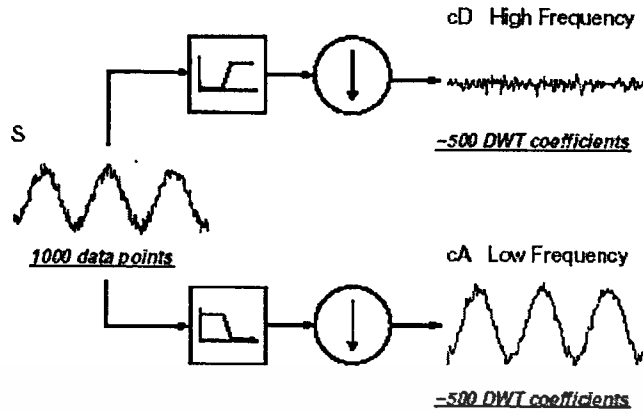 cD High Frequency
S
~500 DWT coefficients
1000 data points
cA Low Frequency
~500 DWT coefficients